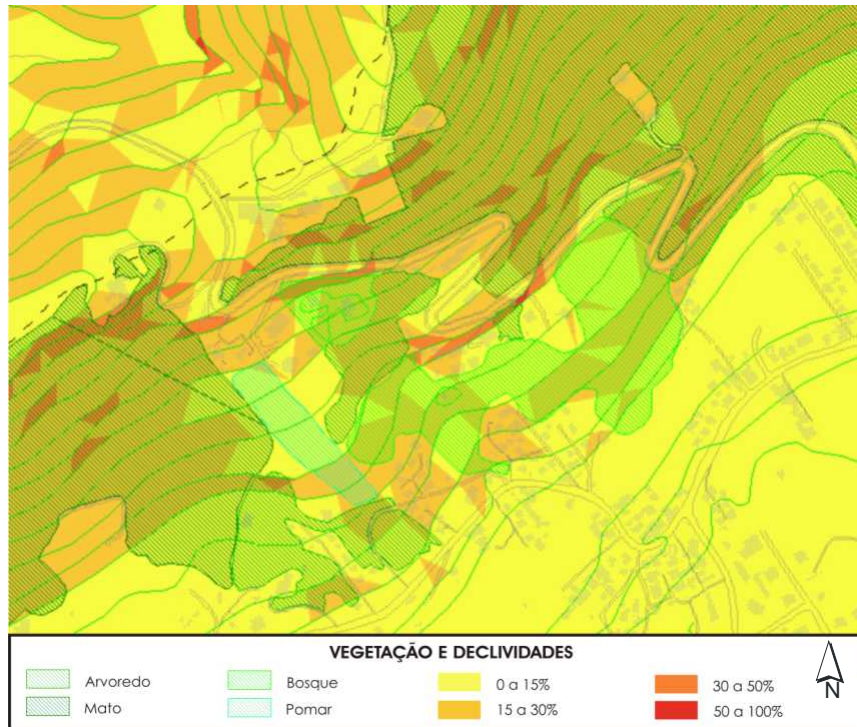 VEGETAÇÃO E DECLIVIDADES
Arvoredo
Bosque
0 a 15%
30 a 50%
Mato
Pomar
15 a 30%
50 a 100%
N